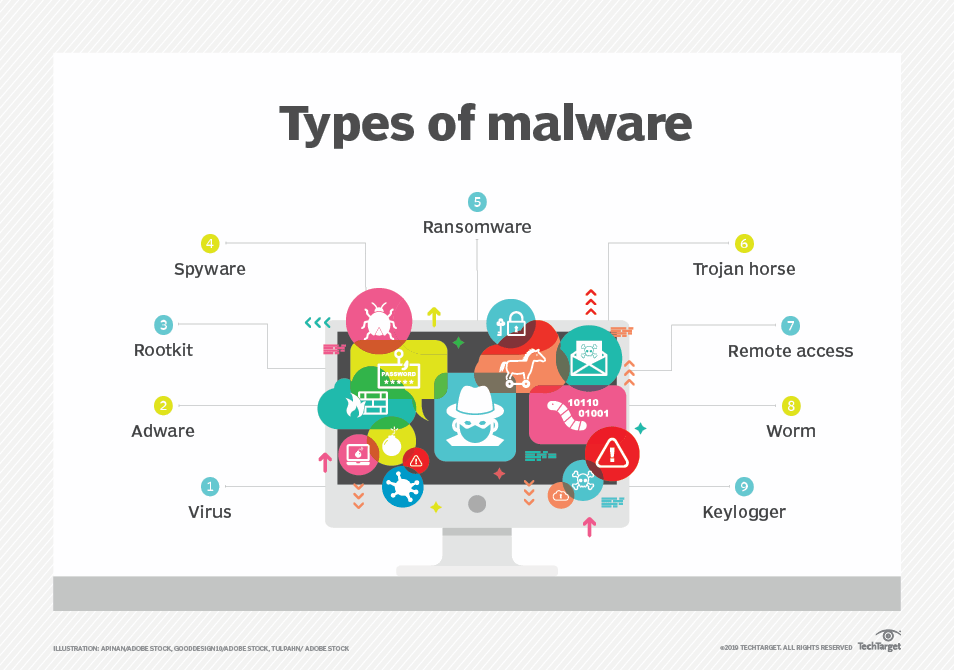 Types of malware
5
Ransomware
4
Spyware
6
Trojan horse
3
Rootkit
7
Remote access
2
Adware
8
Worm
1
Virus
9
Keylogger
PASSWORD
★★★★★
10110
01001
ILLUSTRATION: APINAN/ADOBE STOCK, GOODDESIGN10/ADOBE STOCK, TULPAHN/ ADOBE STOCK
©2019 TECHTARGET. ALL RIGHTS RESERVED
TechTarget